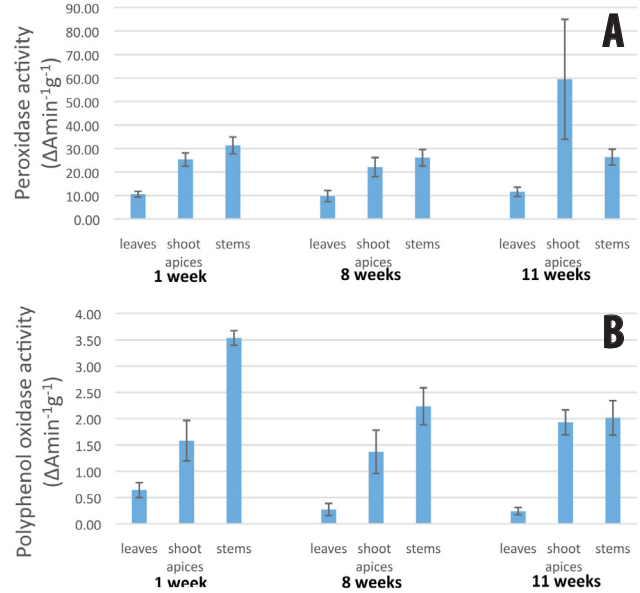 A
Peroxidase activity
(ΔAmin⁻¹g⁻¹)
90.00
80.00
70.00
60.00
50.00
40.00
30.00
20.00
10.00
0.00
leaves shoot stems leaves shoot stems leaves shoot stems
apices apices apices
1 week 8 weeks 11 weeks
B
Polyphenol oxidase activity
(ΔAmin⁻¹g⁻¹)
4.00
3.50
3.00
2.50
2.00
1.50
1.00
0.50
0.00
leaves shoot stems leaves shoot stems leaves shoot stems
apices apices apices
1 week 8 weeks 11 weeks